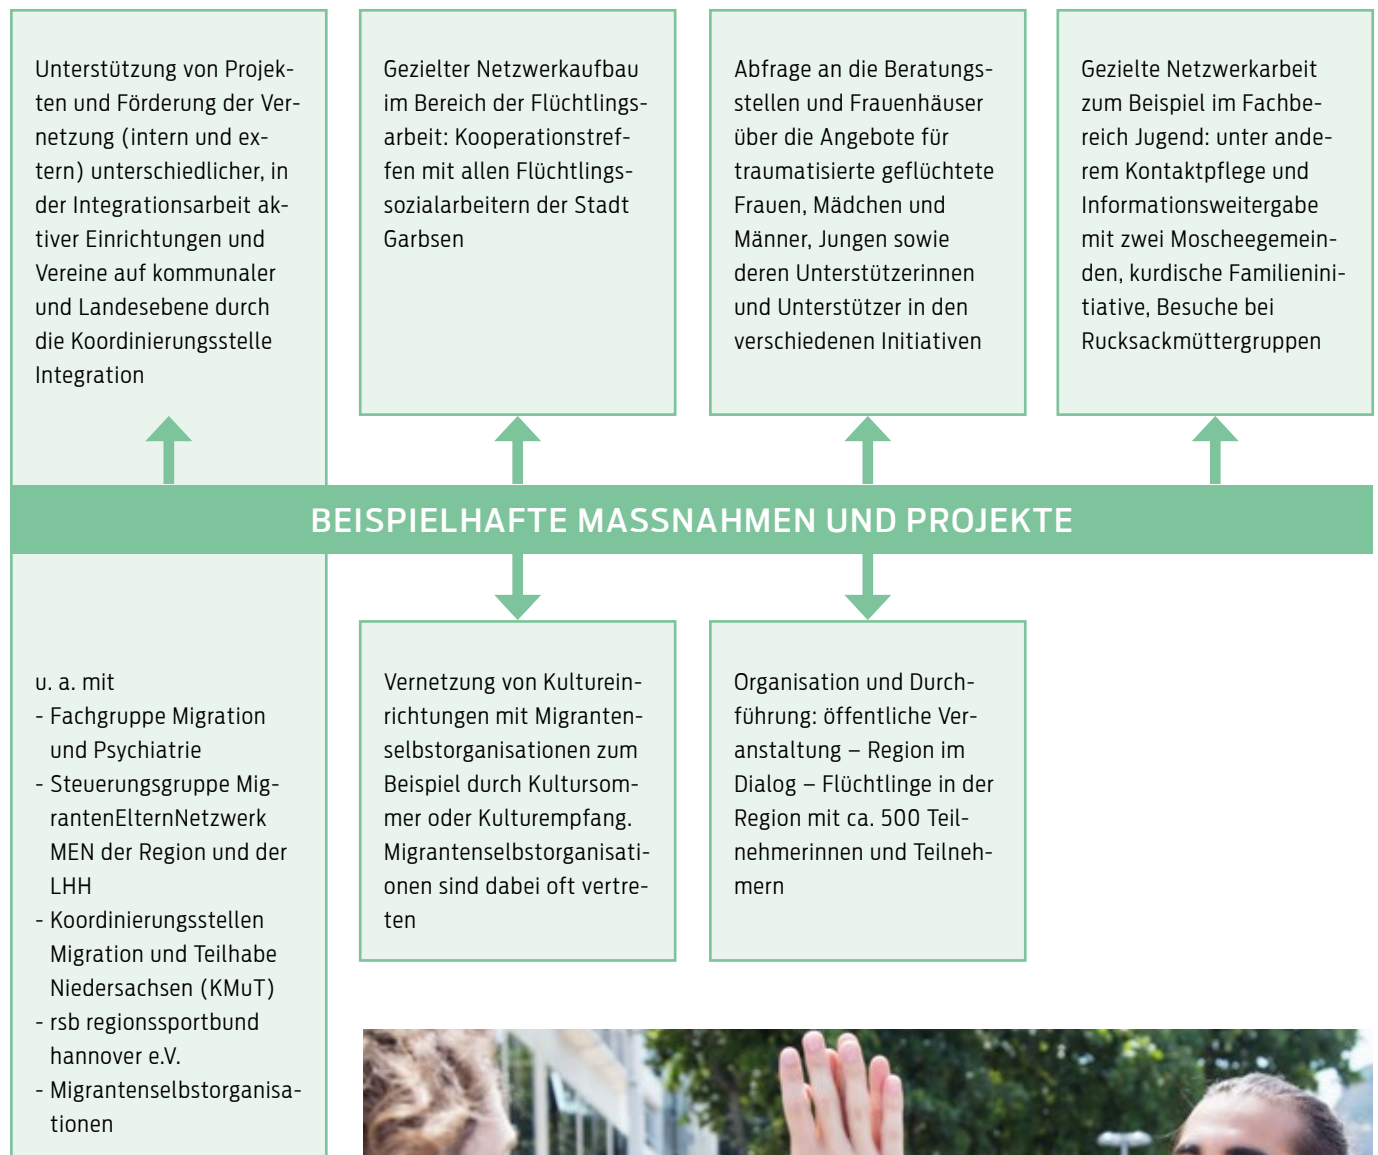 Unterstützung von Projek-
ten und Förderung der Ver-
netzung (intern und ex-
tern) unterschiedlicher, in
der Integrationsarbeit ak-
tiver Einrichtungen und
Vereine auf kommunaler
und Landesebene durch
die Koordinierungsstelle
Integration
Gezielter Netzwerkaufbau
im Bereich der Flüchtlings-
arbeit: Kooperationstref-
fen mit allen Flüchtlings-
sozialarbeitern der Stadt
Garbsen
Abfrage an die Beratungs-
stellen und Frauenhäuser
über die Angebote für
traumatisierte geflüchtete
Frauen, Mädchen und
Männer, Jungen sowie
deren Unterstützerinnen
und Unterstützer in den
verschiedenen Initiativen
Gezielte Netzwerkarbeit
zum Beispiel im Fachbe-
reich Jugend: unter ande-
rem Kontaktpflege und
Informationsweitergabe
mit zwei Moscheegemein-
den, kurdische Familienini-
tiative, Besuche bei
Rucksackmüttergruppen
BEISPIELHAFTE MASSNAHMEN UND PROJEKTE
u. a. mit
- Fachgruppe Migration
und Psychiatrie
- Steuerungsgruppe Mig-
rantenElternNetzwerk
MEN der Region und der
LHH
- Koordinierungsstellen
Migration und Teilhabe
Niedersachsen (KMuT)
- rsb regionssportbund
hannover e.V.
- Migrantenselbstorganisa-
tionen
Vernetzung von Kulturein-
richtungen mit Migranten-
selbstorganisationen zum
Beispiel durch Kultursom-
mer oder Kulturempfang.
Migrantenselbstorganisati-
onen sind dabei oft vertre-
ten
Organisation und Durch-
führung: öffentliche Ver-
anstaltung – Region im
Dialog – Flüchtlinge in der
Region mit ca. 500 Teil-
nehmerinnen und Teilneh-
mern